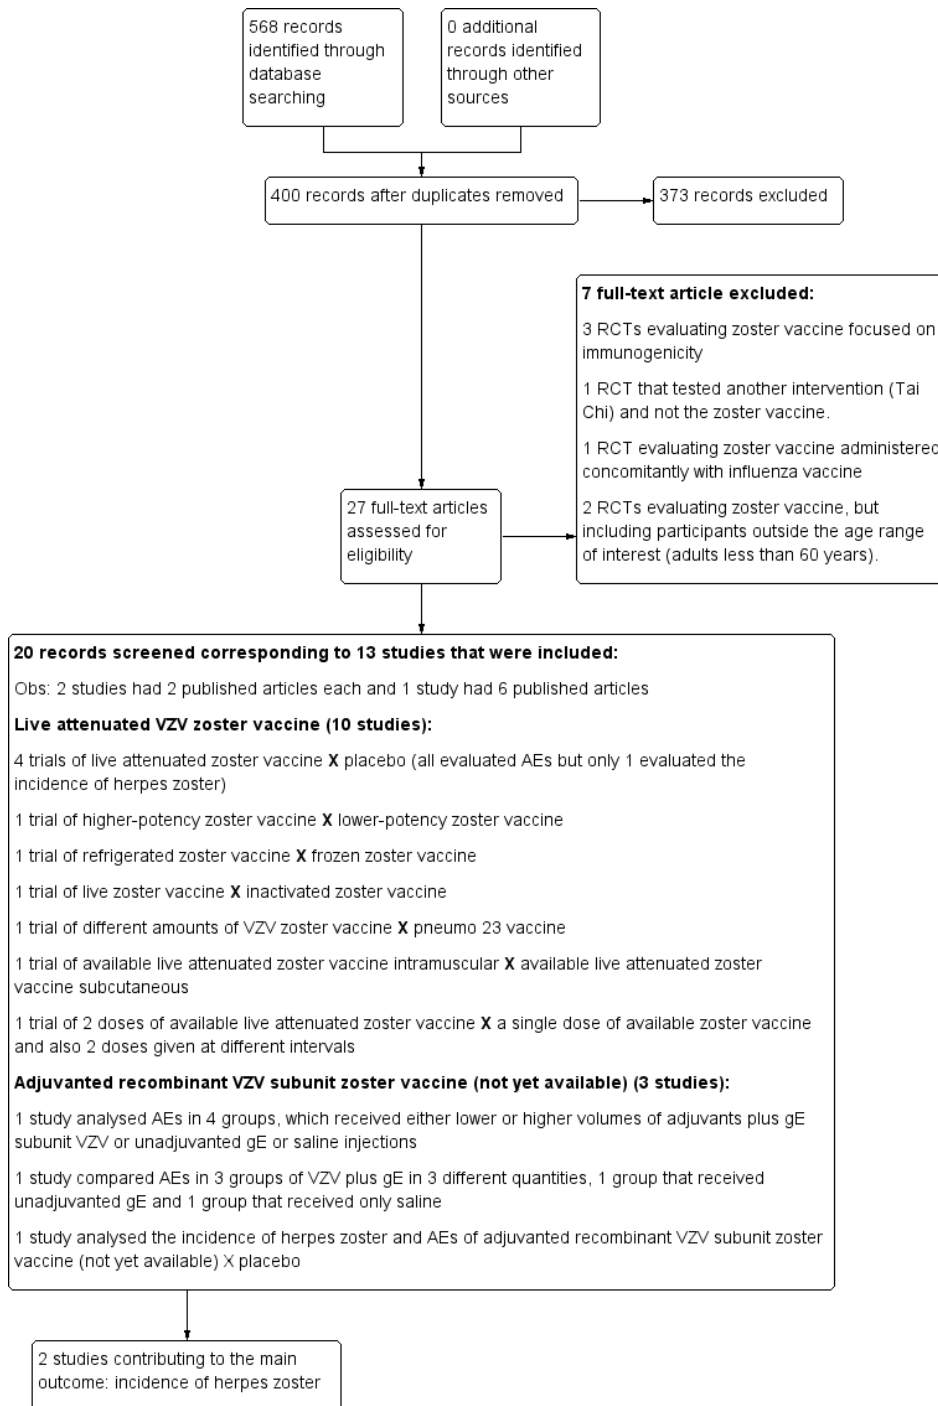 568 records
identified through
database
searching
0 additional
records identified
through other
sources
400 records after duplicates removed
373 records excluded
7 full-text article excluded:
3 RCTs evaluating zoster vaccine focused on
immunogenicity
1 RCT that tested another intervention (Tai
Chi) and not the zoster vaccine.
1 RCT evaluating zoster vaccine administered
concomitantly with influenza vaccine
2 RCTs evaluating zoster vaccine, but
including participants outside the age range
of interest (adults less than 60 years).
27 full-text articles
assessed for
eligibility
20 records screened corresponding to 13 studies that were included:
Obs: 2 studies had 2 published articles each and 1 study had 6 published articles
Live attenuated VZV zoster vaccine (10 studies):
4 trials of live attenuated zoster vaccine X placebo (all evaluated AEs but only 1 evaluated the
incidence of herpes zoster)
1 trial of higher-potency zoster vaccine X lower-potency zoster vaccine
1 trial of refrigerated zoster vaccine X frozen zoster vaccine
1 trial of live zoster vaccine X inactivated zoster vaccine
1 trial of different amounts of VZV zoster vaccine X pneumo 23 vaccine
1 trial of available live attenuated zoster vaccine intramuscular X available live attenuated zoster
vaccine subcutaneous
1 trial of 2 doses of available live attenuated zoster vaccine X a single dose of available zoster vaccine
and also 2 doses given at different intervals
Adjuvanted recombinant VZV subunit zoster vaccine (not yet available) (3 studies):
1 study analysed AEs in 4 groups, which received either lower or higher volumes of adjuvants plus gE
subunit VZV or unadjuvanted gE or saline injections
1 study compared AEs in 3 groups of VZV plus gE in 3 different quantities, 1 group that received
unadjuvanted gE and 1 group that received only saline
1 study analysed the incidence of herpes zoster and AEs of adjuvanted recombinant VZV subunit zoster
vaccine (not yet available) X placebo
2 studies contributing to the main
outcome: incidence of herpes zoster